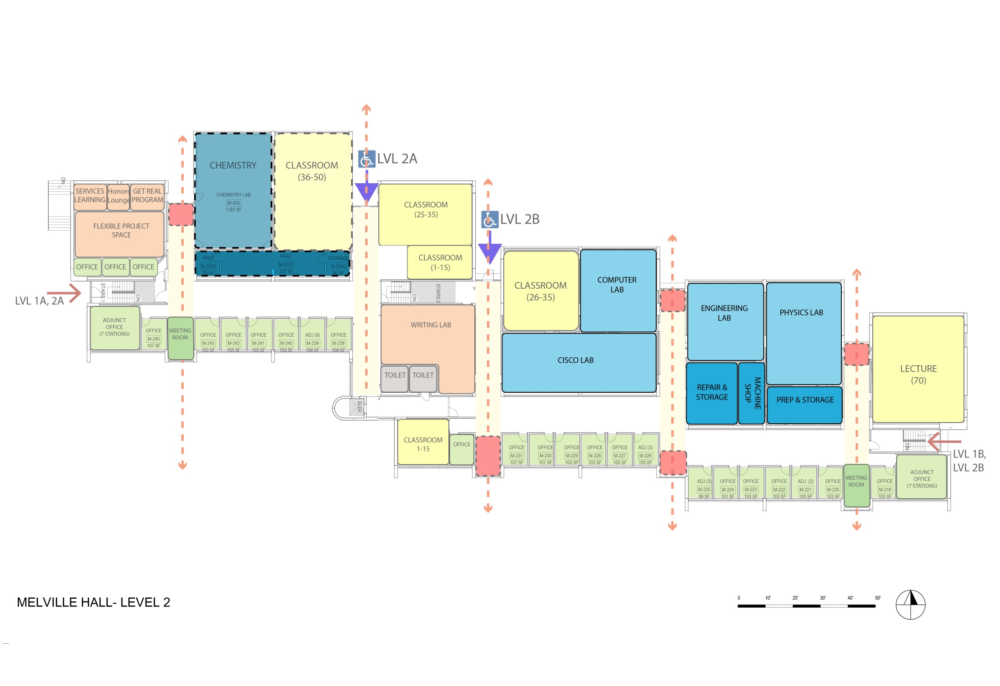 LVL 2A
CHEMISTRY
CLASSROOM
(36-50)
CHEMISTRY LAB
M-203
1161 SF
DN
SERVICES
LEARNING
Honors
Lounge
GET REAL
PROGRAM
FLEXIBLE PROJECT
SPACE
OFFICE
OFFICE
OFFICE
PREP
M-202C
79 SF
PREP.
M-203C
337 SF
STORAGE
M-204C
80 SF
CLASSROOM
(25-35)
CLASSROOM
(1-15)
LVL 2B
LVL 1A, 2A
STAIRS 1
DN
DN
STAIRS 2
V
CLASSROOM
(26-35)
COMPUTER
LAB
CISCO LAB
ENGINEERING
LAB
PHYSICS LAB
REPAIR &
STORAGE
MACHINE
SHOP
PREP & STORAGE
LECTURE
(70)
ADJUNCT
OFFICE
(7 STATIONS)
OFFICE
M-245
107 SF
MEETING
ROOM
OFFICE
M-243
103 SF
OFFICE
M-242
105 SF
OFFICE
M-241
103 SF
OFFICE
M-240
103 SF
ADJ (8)
M-239
104 SF
OFFICE
M-238
104 SF
WRITING LAB
TOILET
TOILET
ELEV.
CLASSROOM
1-15
OFFICE
OFFICE
M-231
107 SF
OFFICE
M-230
101 SF
OFFICE
M-229
103 SF
OFFICE
M-228
103 SF
OFFICE
M-227
105 SF
ADJ (3)
M-226
103 SF
DN
LVL 1B,
LVL 2B
ADJ (3)
M-225
99 SF
OFFICE
M-224
101 SF
OFFICE
M-223
103 SF
OFFICE
M-222
103 SF
ADJ. (2)
M-221
105 SF
OFFICE
M-220
103 SF
MEETING
ROOM
OFFICE
M-218
103 SF
ADJUNCT
OFFICE
(7 STATIONS)
MELVILLE HALL- LEVEL 2
0 10' 20' 30' 40' 50'